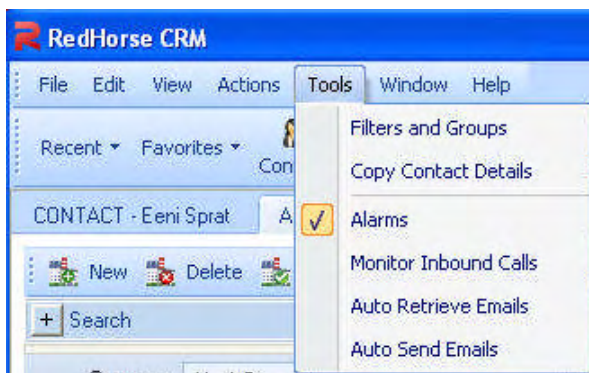 RedHorse CRM
File Edit View Actions Tools Window Help
Recent Favorites
Filters and Groups
Copy Contact Details
CONTACT - Eeni Sprat
Alarms
New Delete
Monitor Inbound Calls
+ Search
Auto Retrieve Emails
Auto Send Emails